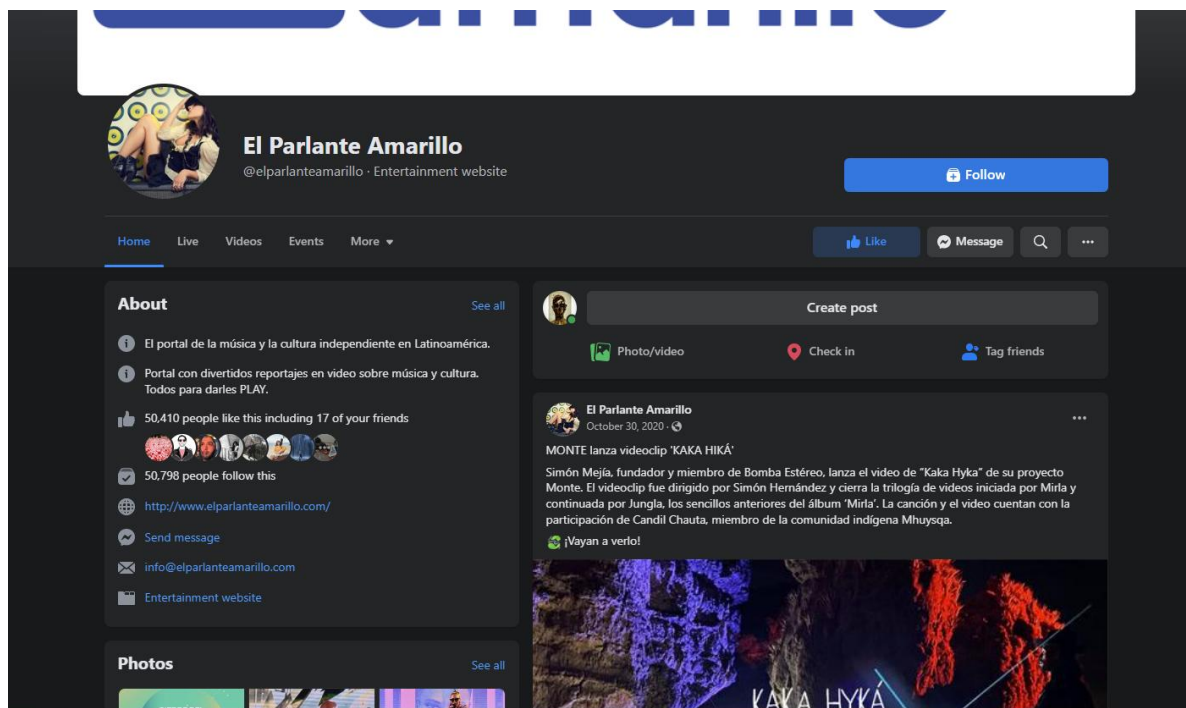 El Parlante Amarillo
@elparlanteamarillo · Entertainment website
Follow
Home
Live
Videos
Events
More
Like
Message
About
See all
El portal de la música y la cultura independiente en Latinoamérica.
Portal con divertidos reportajes en video sobre música y cultura.
Todos para darles PLAY.
50,410 people like this including 17 of your friends
50,798 people follow this
http://www.elparlanteamarillo.com/
Send message
info@elparlanteamarillo.com
Entertainment website
Photos
See all
Create post
Photo/video
Check in
Tag friends
El Parlante Amarillo
October 30, 2020 ·
MONTE lanza videoclip 'KAKA HIKÁ'
Simón Mejía, fundador y miembro de Bomba Estéreo, lanza el video de "Kaka Hyka" de su proyecto
Monte. El videoclip fue dirigido por Simón Hernández y cierra la trilogía de videos iniciada por Mirla y
continuada por Jungla, los sencillos anteriores del álbum 'Mirla'. La canción y el video cuentan con la
participación de Candil Chauta, miembro de la comunidad indígena Mhuysqa.
¡Vayan a verlo!
KAKA HYKÁ